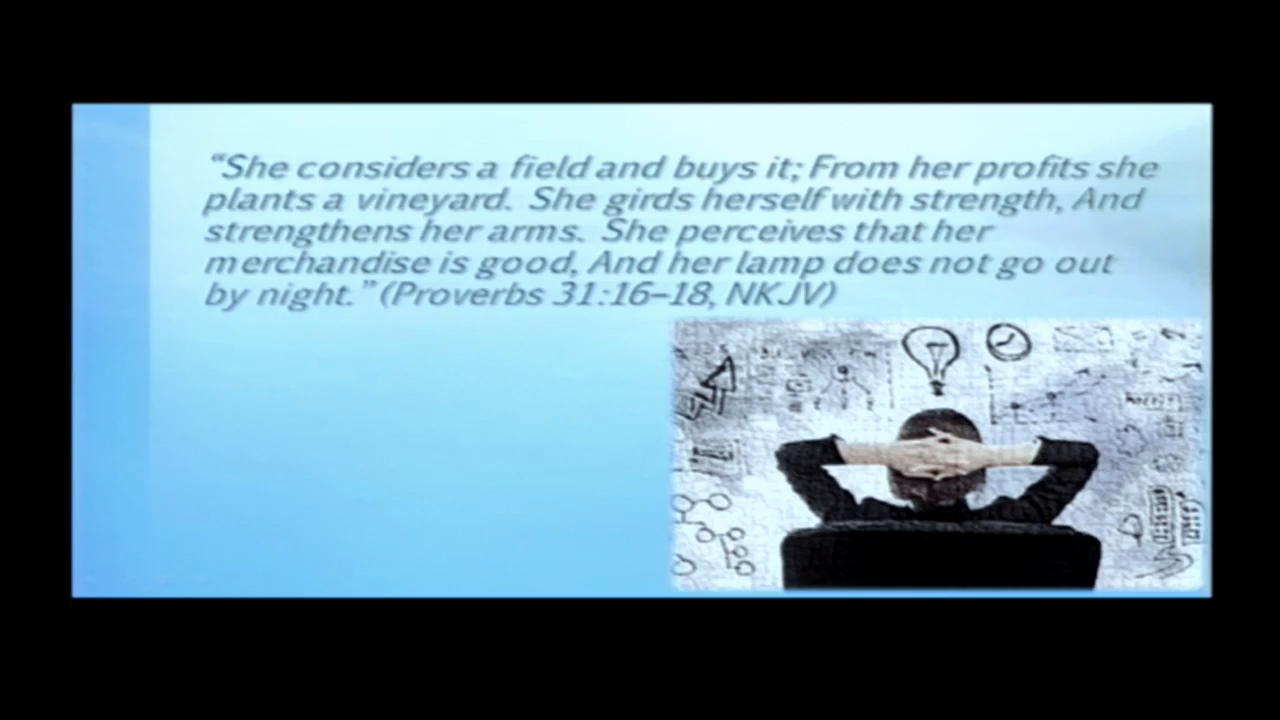 “She considers a field and buys it; From her profits she
plants a vineyard.  She girds herself with strength, And
strengthens her arms.  She perceives that her
merchandise is good, And her lamp does not go out
by night.” (Proverbs 31:16–18, NKJV)